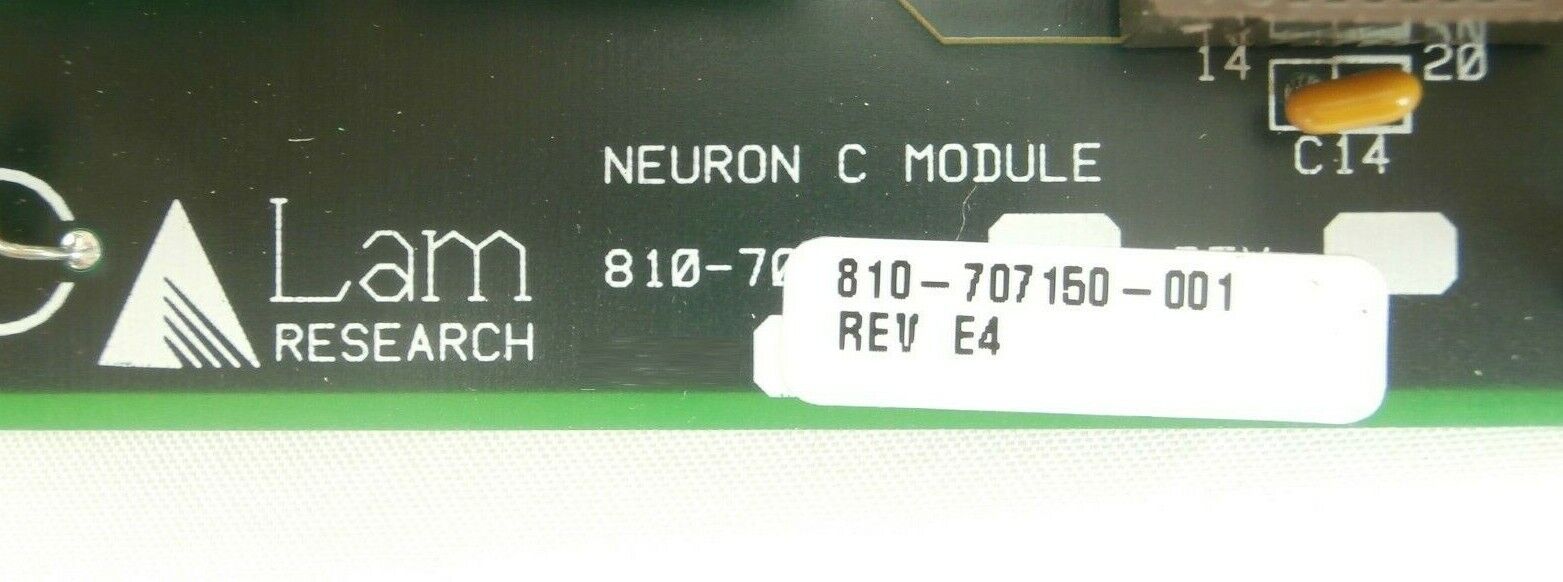 14
20
C14
NEURON C MODULE
Lam
RESEARCH
810-70
810-707150-001
REV E4